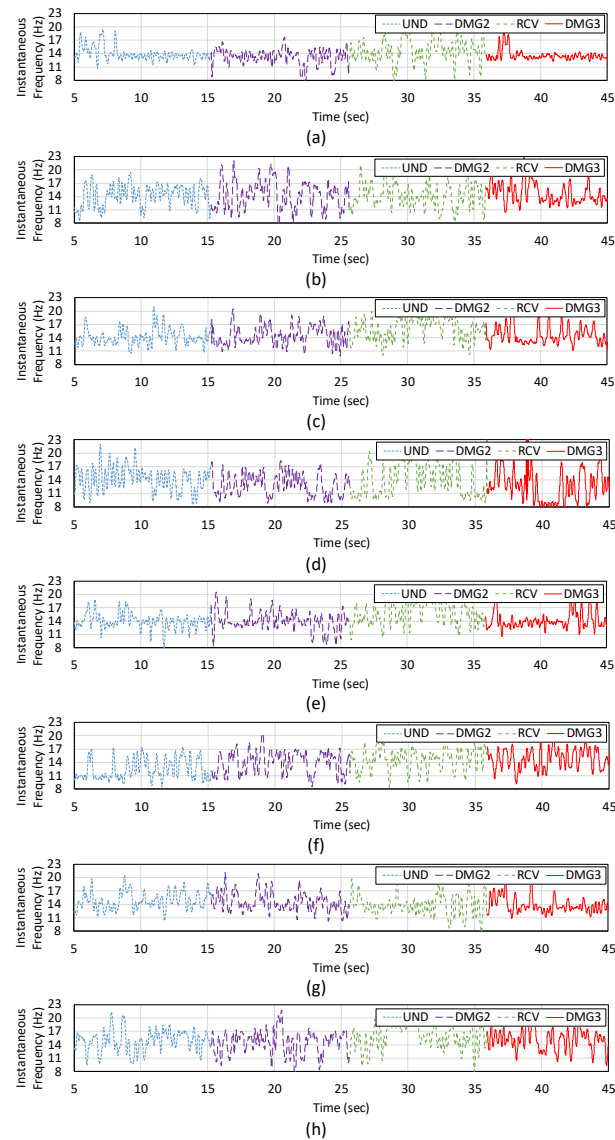 Instantaneous
Frequency (Hz)
23
20
17
14
11
8
UND DMG2 RCV DMG3
5 10 15 20 25 30 35 40 45
Time (sec)
(a)
Instantaneous
Frequency (Hz)
23
20
17
14
11
8
UND DMG2 RCV DMG3
5 10 15 20 25 30 35 40 45
Time (sec)
(b)
Instantaneous
Frequency (Hz)
23
20
17
14
11
8
UND DMG2 RCV DMG3
5 10 15 20 25 30 35 40 45
Time (sec)
(c)
Instantaneous
Frequency (Hz)
23
20
17
14
11
8
UND DMG2 RCV DMG3
5 10 15 20 25 30 35 40 45
Time (sec)
(d)
Instantaneous
Frequency (Hz)
23
20
17
14
11
8
UND DMG2 RCV DMG3
5 10 15 20 25 30 35 40 45
Time (sec)
(e)
Instantaneous
Frequency (Hz)
23
20
17
14
11
8
UND DMG2 RCV DMG3
5 10 15 20 25 30 35 40 45
Time (sec)
(f)
Instantaneous
Frequency (Hz)
23
20
17
14
11
8
UND DMG2 RCV DMG3
5 10 15 20 25 30 35 40 45
Time (sec)
(g)
Instantaneous
Frequency (Hz)
23
20
17
14
11
8
UND DMG2 RCV DMG3
5 10 15 20 25 30 35 40 45
Time (sec)
(h)